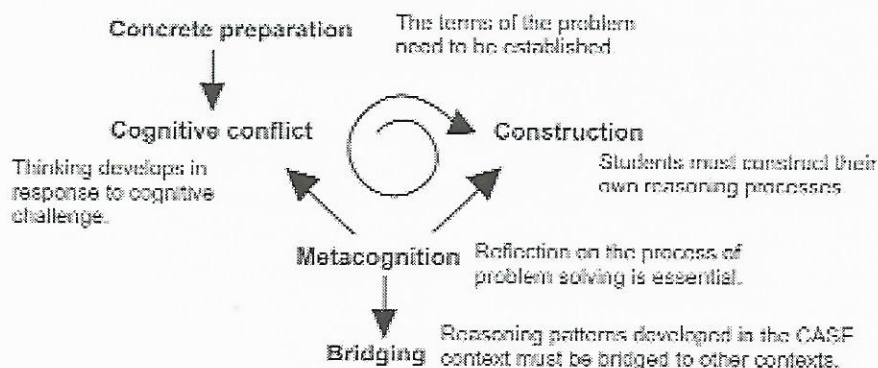 Concrete preparation
The terms of the problem
need to be established
Cognitive conflict
Construction
Thinking develops in
response to cognitive
challenge.
Students must construct their
own reasoning processes
Metacognition
Reflection on the process of
problem solving is essential.
Bridging
Reasoning patterns developed in the CASE
context must be bridged to other contexts.